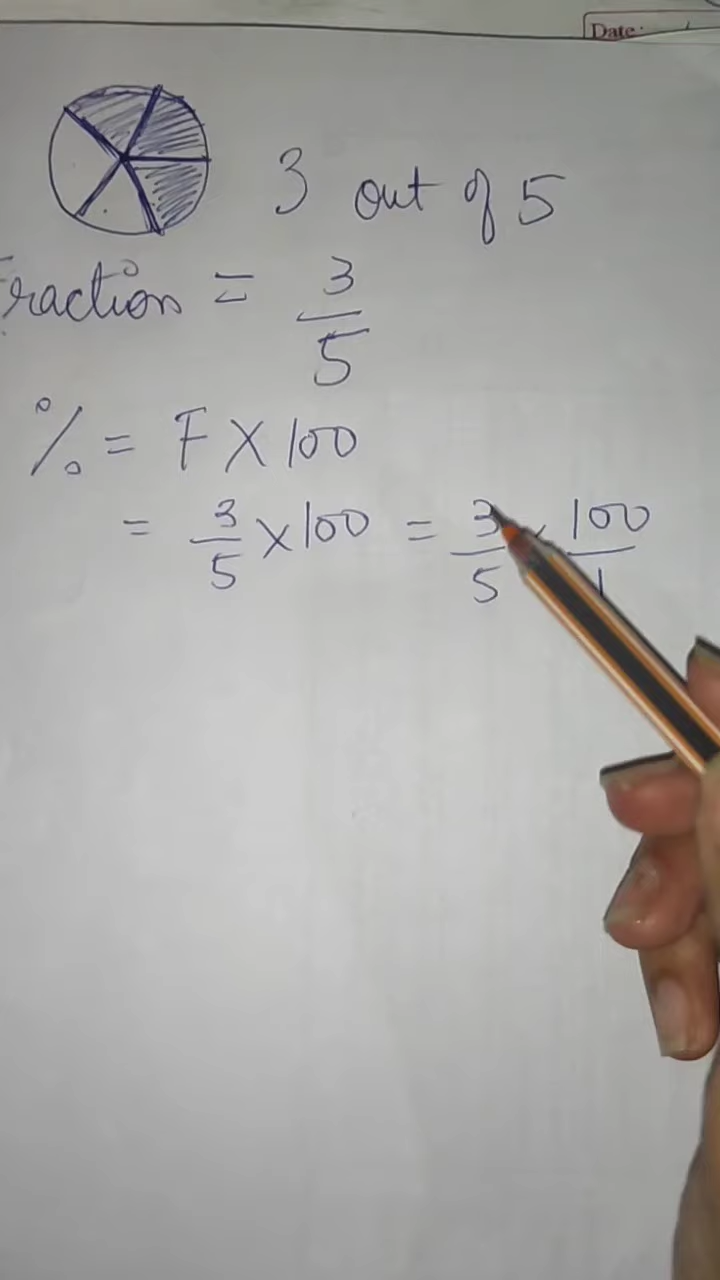 Date:
3 out of 5
Fraction = 3/5
% = F × 100
= 3/5 × 100 = 3/5 × 100/1